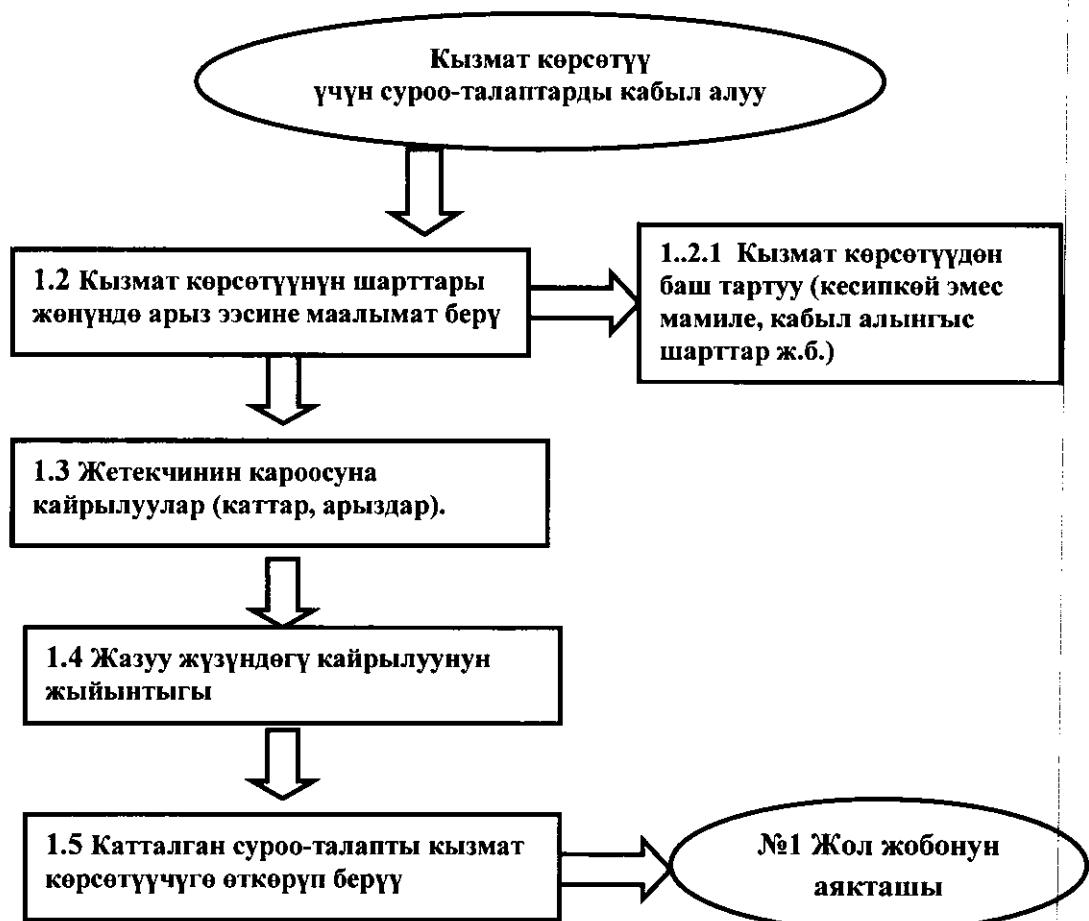 Кызмат көрсөтүү
үчүн суроо-талаптарды кабыл алуу
1.2 Кызмат көрсөтүүнүн шарттары
жөнүндө арыз ээсине маалымат берү
1..2.1 Кызмат көрсөтүүдөн
баш тартуу (кесипкөй эмес
мамиле, кабыл алынгыс
шарттар ж.б.)
1.3 Жетекчинин кароосуна
кайрылуулар (каттар, арыздар).
1.4 Жазуу жүзүндөгү кайрылуунун
жыйынтыгы
1.5 Катталган суроо-талапты кызмат
көрсөтүүчүгө өткөрүп берүү
№1 Жол жобонун
аякташы